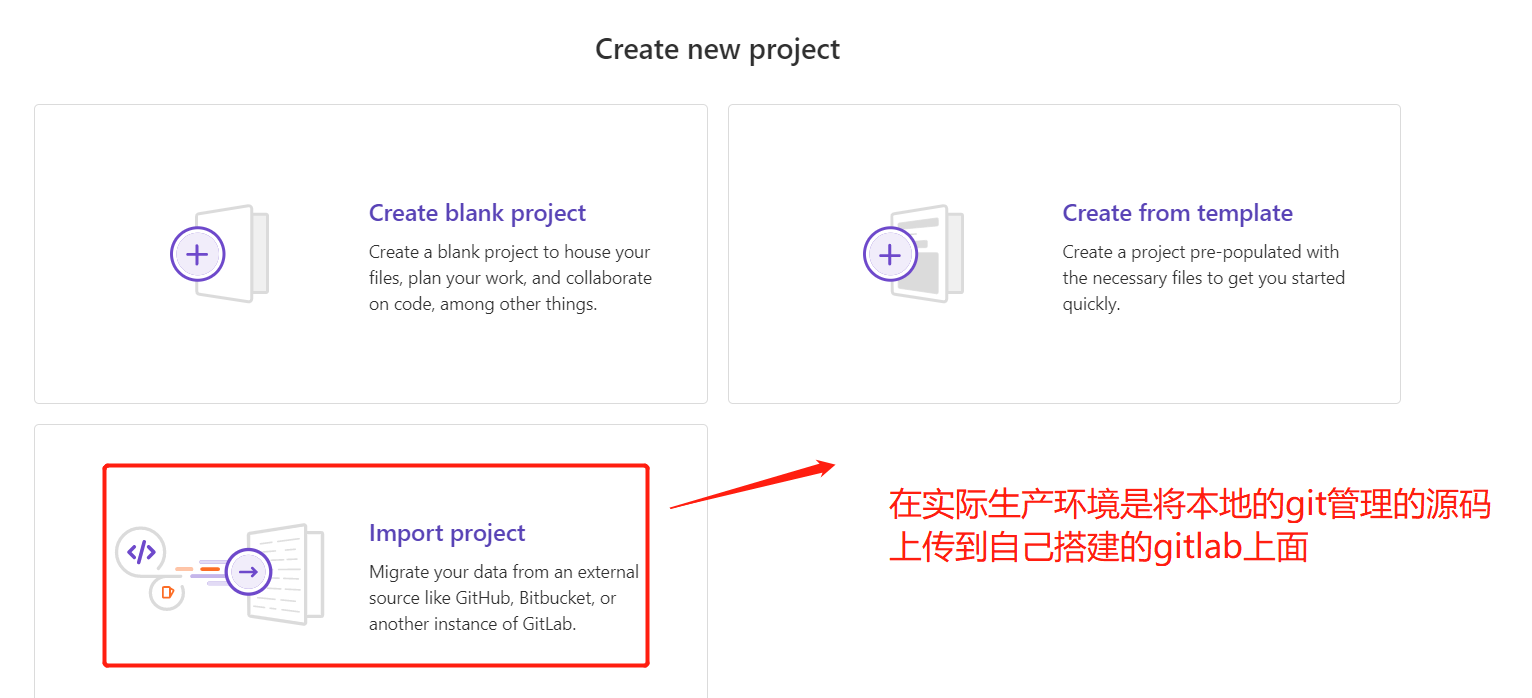 Create new project
Create blank project
Create a blank project to house your
files, plan your work, and collaborate
on code, among other things.
Create from template
Create a project pre-populated with
the necessary files to get you started
quickly.
Import project
Migrate your data from an external
source like GitHub, Bitbucket, or
another instance of GitLab.
在实际生产环境是将本地的git管理的源码
上传到自己搭建的gitlab上面